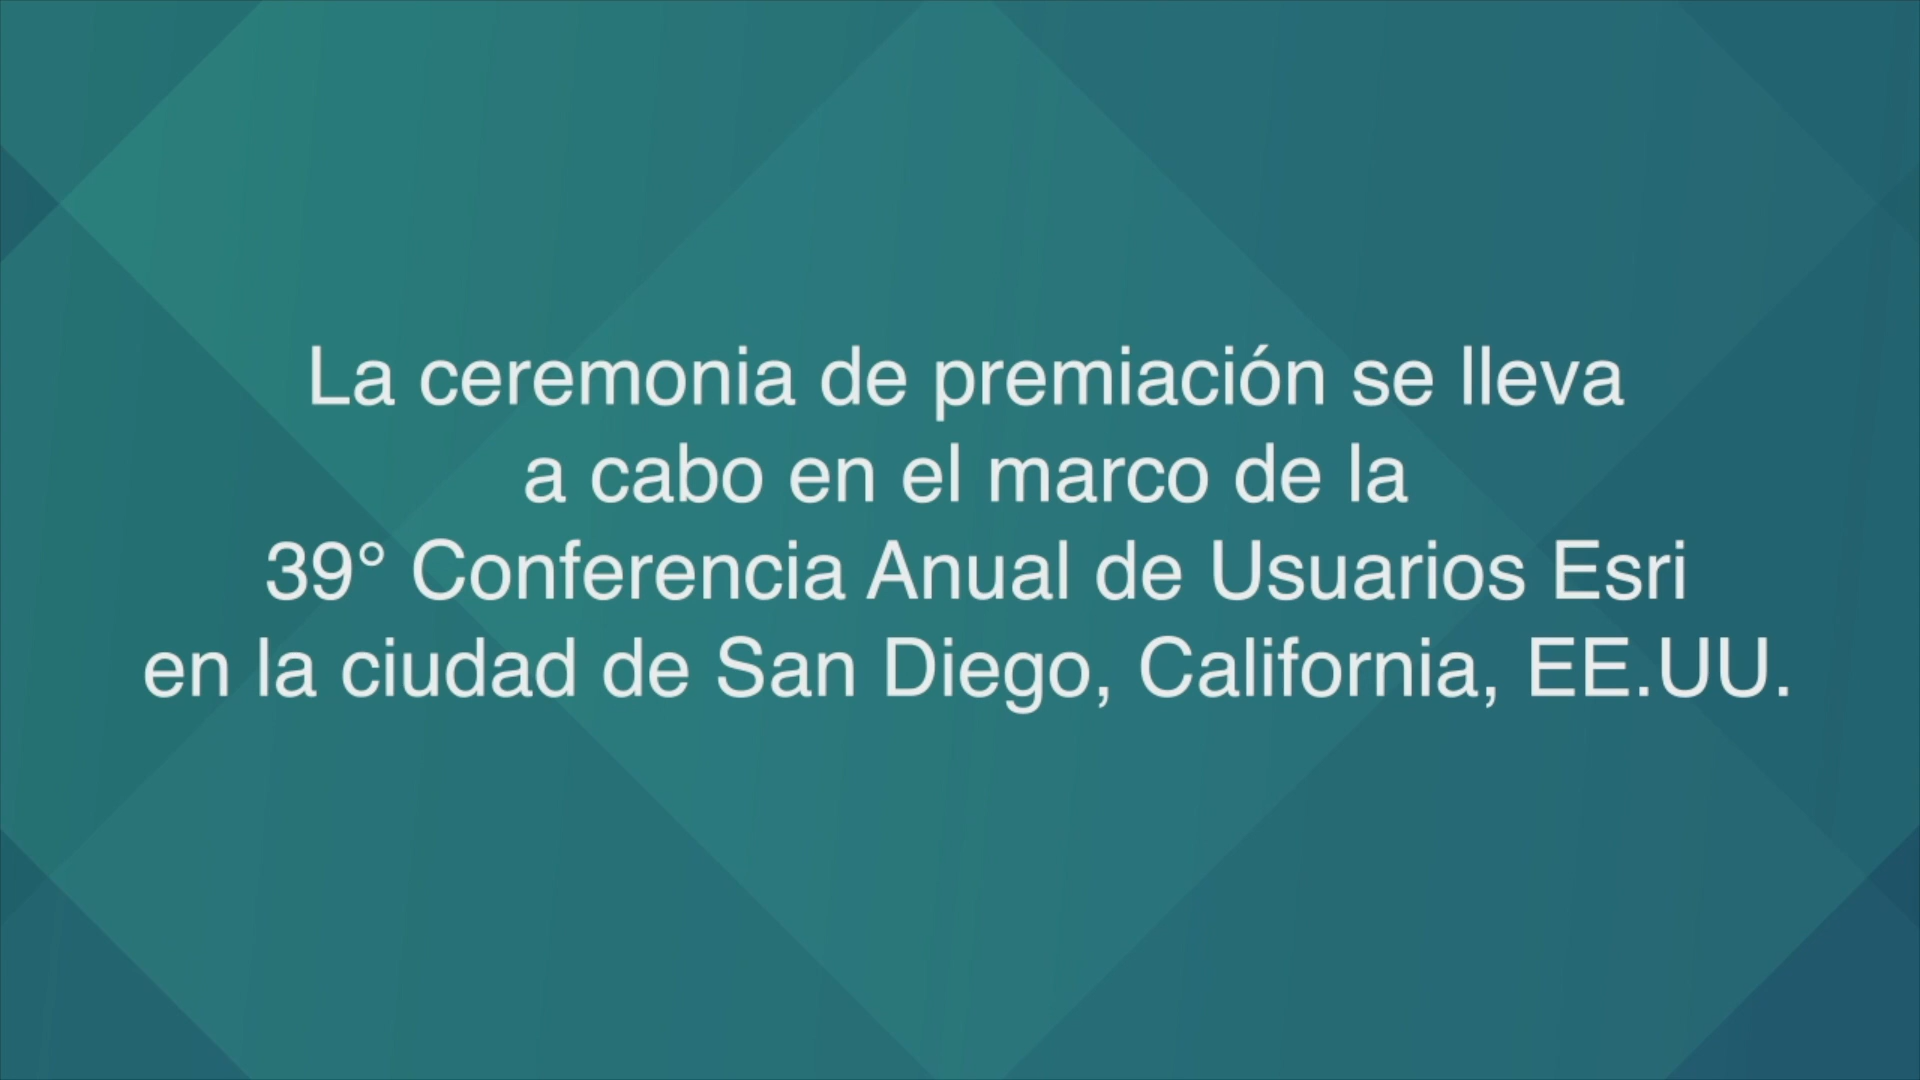 La ceremonia de premiación se lleva
a cabo en el marco de la
39° Conferencia Anual de Usuarios Esri
en la ciudad de San Diego, California, EE.UU.